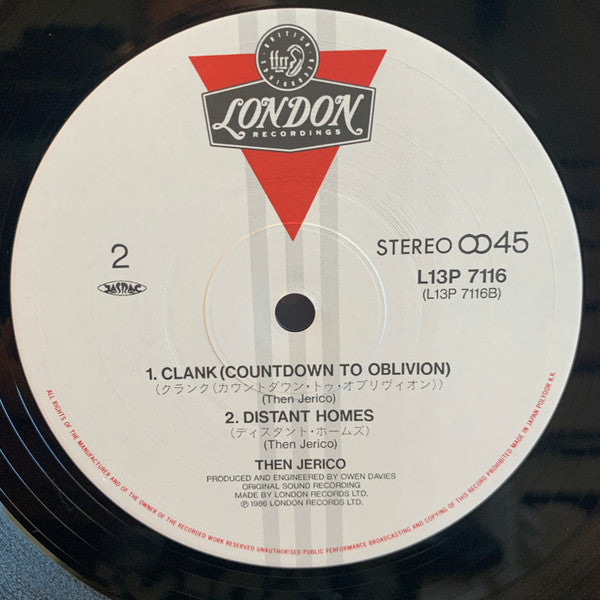 BRITISH
RECORDINGS
ffrr
LONDON
RECORDINGS
2
STEREO ꝏ 45
JASRAC
L13P 7116
(L13P 7116B)
1. CLANK (COUNTDOWN TO OBLIVION)
(クランク(カウントダウン・トゥ・オブリヴィオン))
(Then Jerico)
2. DISTANT HOMES
(ディスタント・ホームズ)
(Then Jerico)
THEN JERICO
PRODUCED AND ENGINEERED BY OWEN DAVIES
ORIGINAL SOUND RECORDING
MADE BY LONDON RECORDS LTD.
Ⓟ 1986 LONDON RECORDS LTD.
ALL RIGHTS OF THE MANUFACTURER AND OF THE OWNER OF THE RECORDED WORK RESERVED UNAUTHORISED PUBLIC PERFORMANCE BROADCASTING AND COPYING OF THIS RECORD PROHIBITED MADE IN JAPAN POLYDOR K.K.